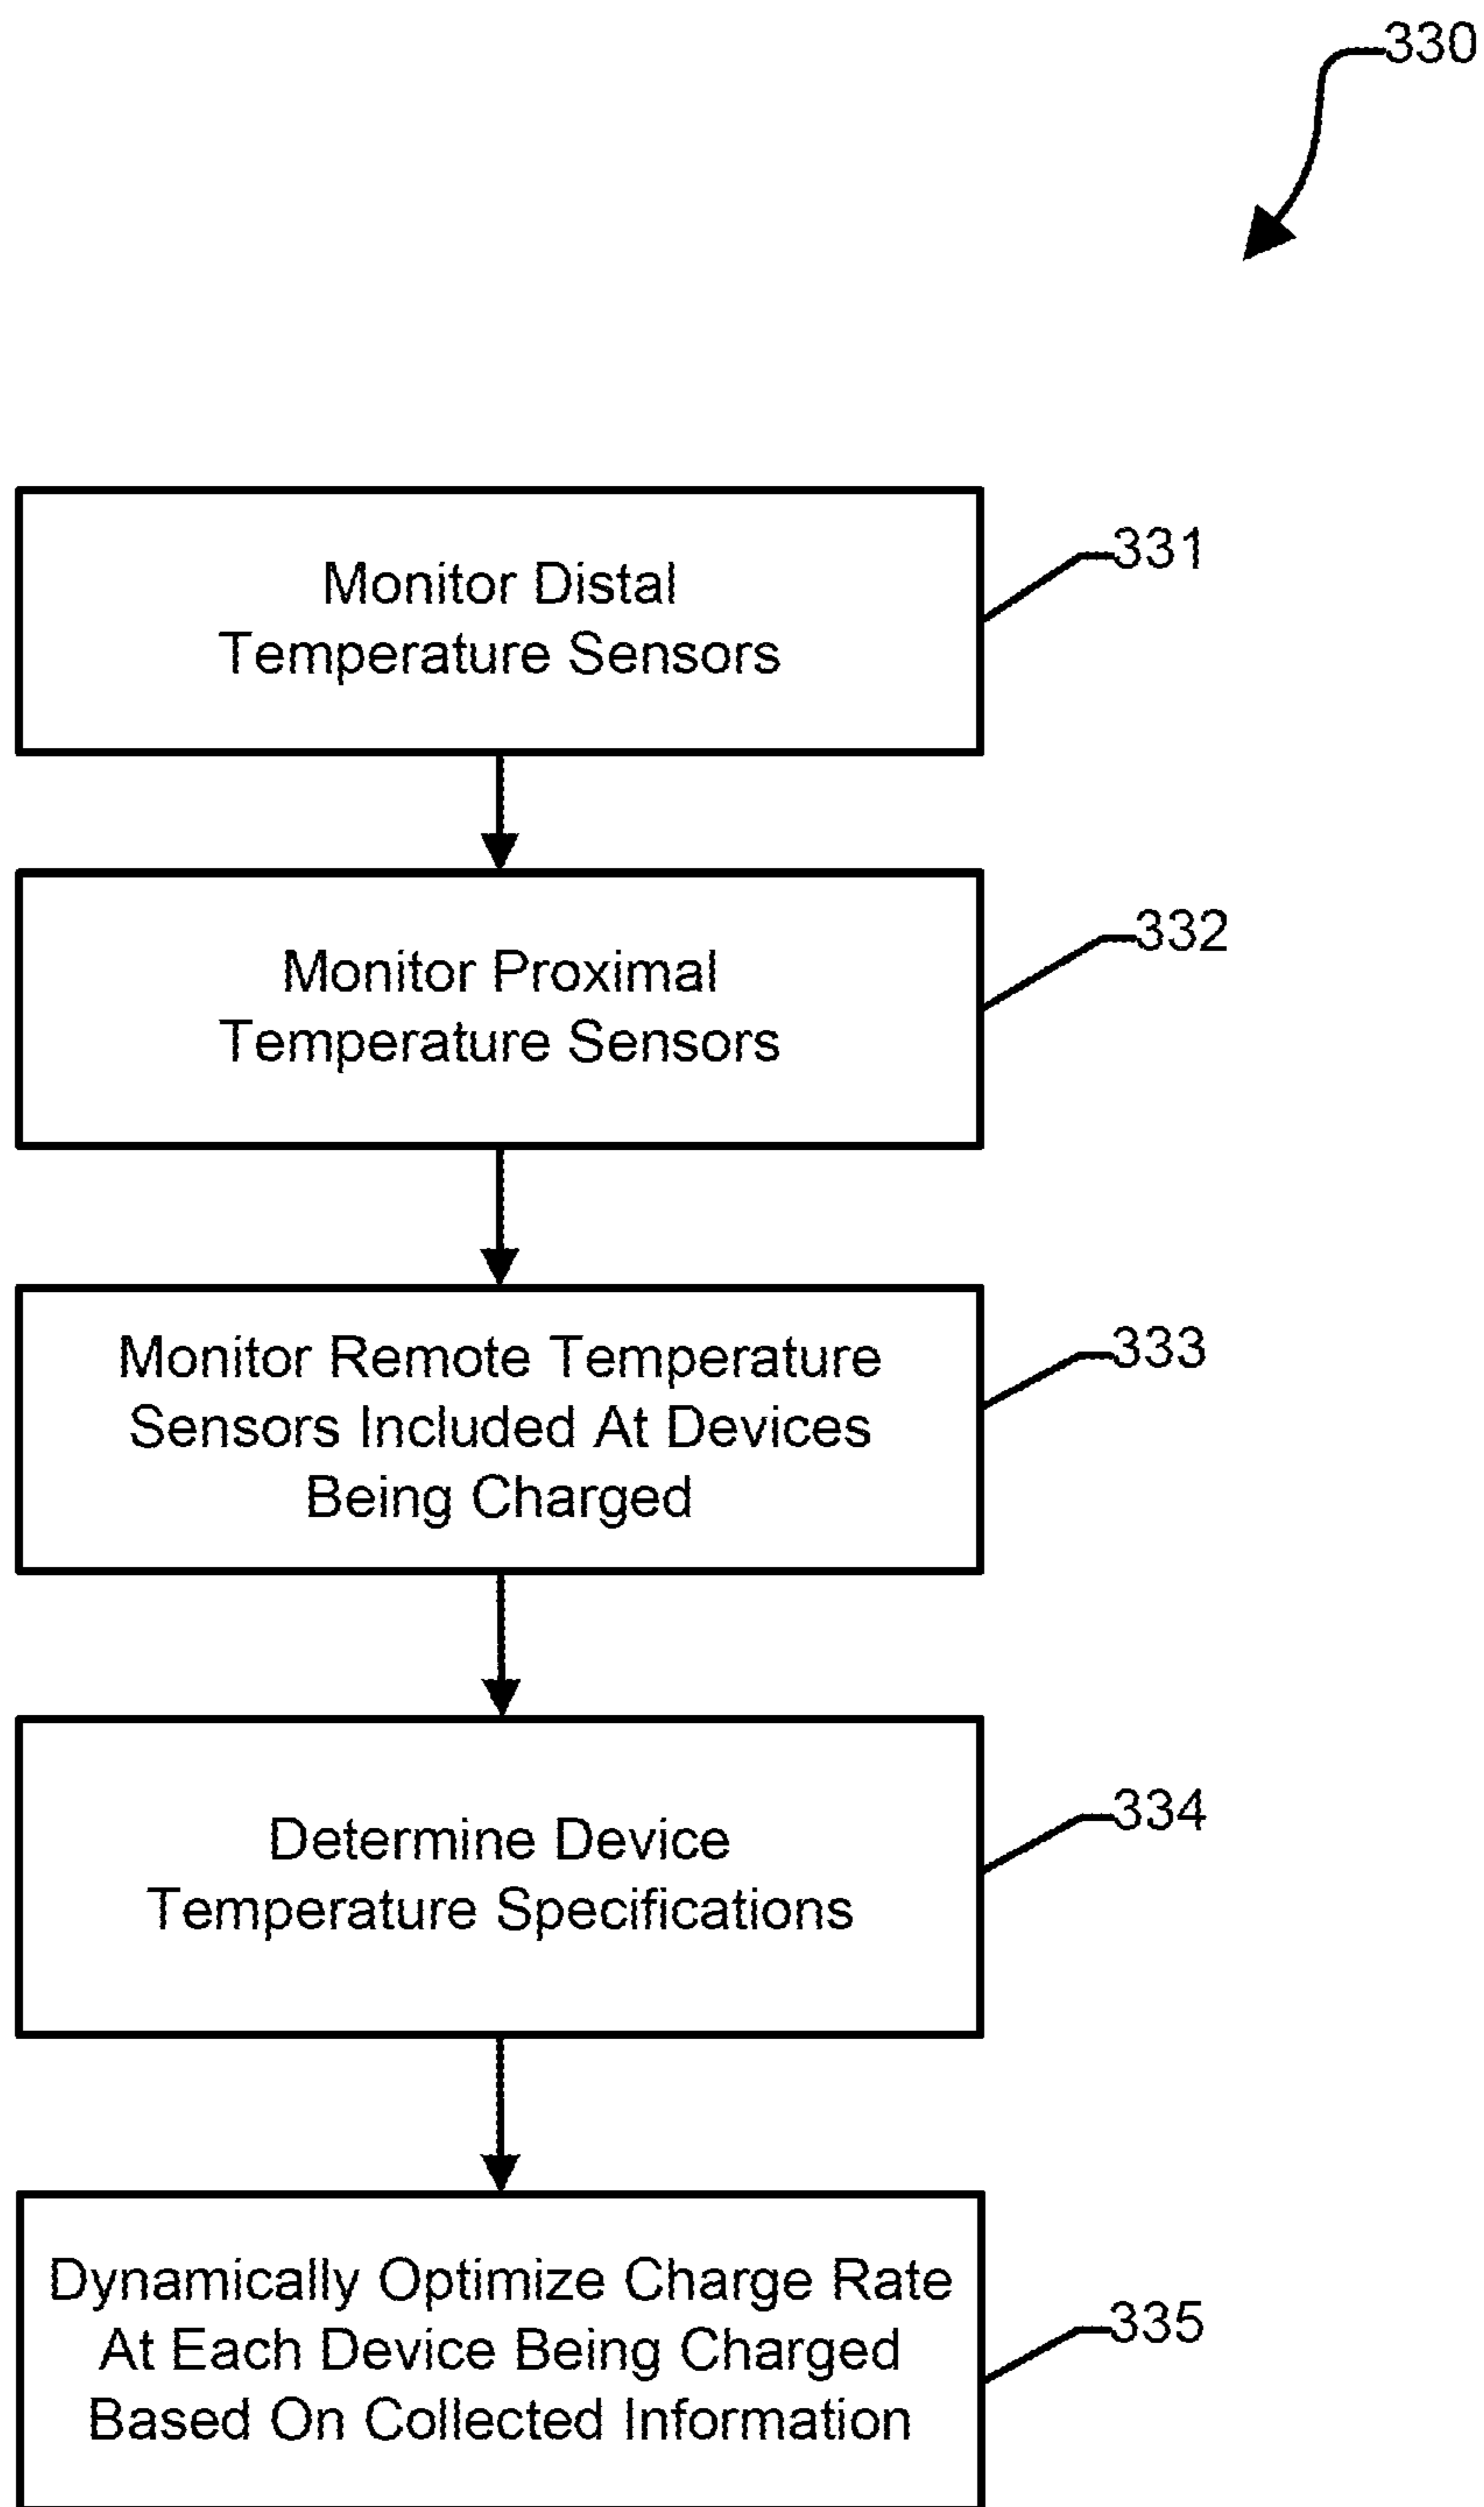 330
Monitor Distal
Temperature Sensors
331
Monitor Proximal
Temperature Sensors
332
Monitor Remote Temperature
Sensors Included At Devices
Being Charged
333
Determine Device
Temperature Specifications
334
Dynamically Optimize Charge Rate
At Each Device Being Charged
Based On Collected Information
335